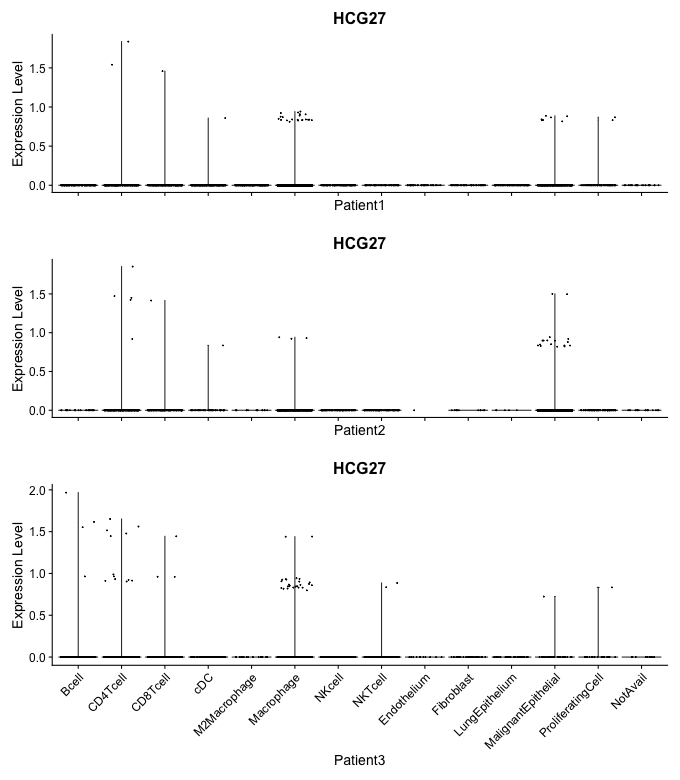 HCG27
Expression Level
1.5
1.0
0.5
0.0
Patient1
HCG27
Expression Level
1.5
1.0
0.5
0.0
Patient2
HCG27
Expression Level
2.0
1.5
1.0
0.5
0.0
Bcell
CD4Tcell
CD8Tcell
cDC
M2Macrophage
Macrophage
NKcell
NKTcell
Endothelium
Fibroblast
LungEpithelium
MalignantEpithelial
ProliferatingCell
NotAvail
Patient3